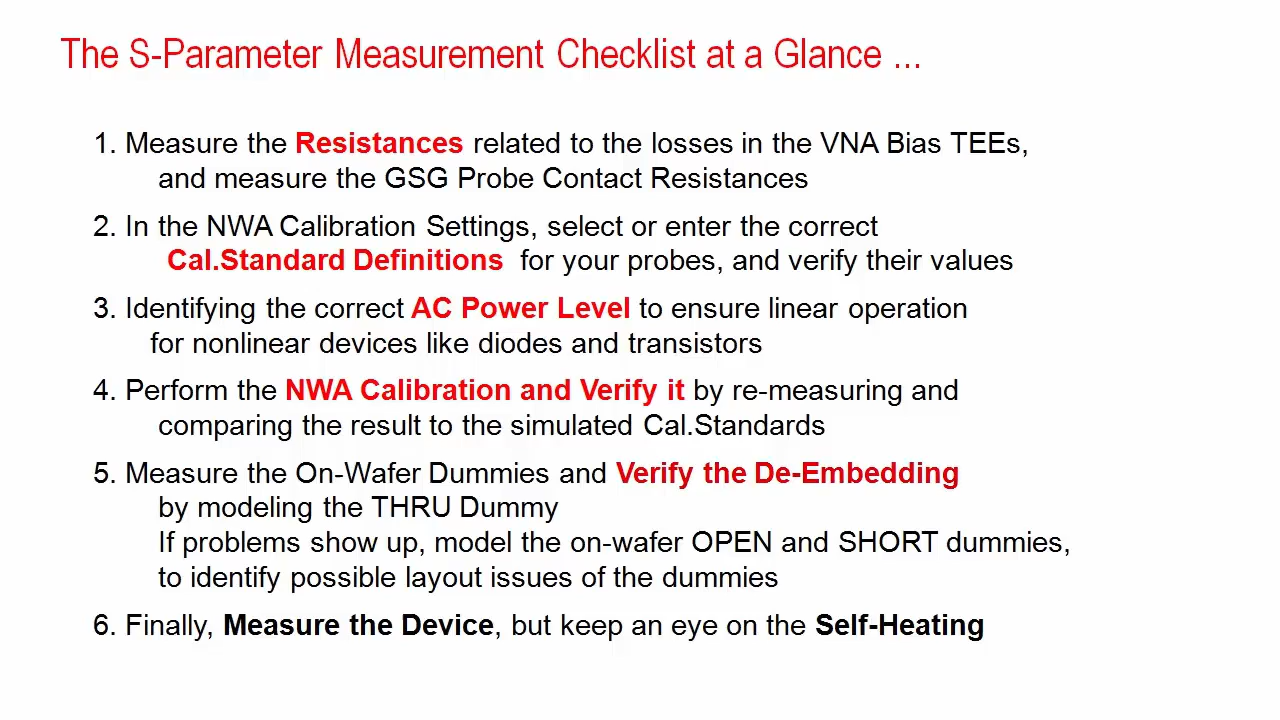 The S-Parameter Measurement Checklist at a Glance ...
1. Measure the Resistances related to the losses in the VNA Bias TEEs,
and measure the GSG Probe Contact Resistances
2. In the NWA Calibration Settings, select or enter the correct
Cal.Standard Definitions for your probes, and verify their values
3. Identifying the correct AC Power Level to ensure linear operation
for nonlinear devices like diodes and transistors
4. Perform the NWA Calibration and Verify it by re-measuring and
comparing the result to the simulated Cal.Standards
5. Measure the On-Wafer Dummies and Verify the De-Embedding
by modeling the THRU Dummy
If problems show up, model the on-wafer OPEN and SHORT dummies,
to identify possible layout issues of the dummies
6. Finally, Measure the Device, but keep an eye on the Self-Heating